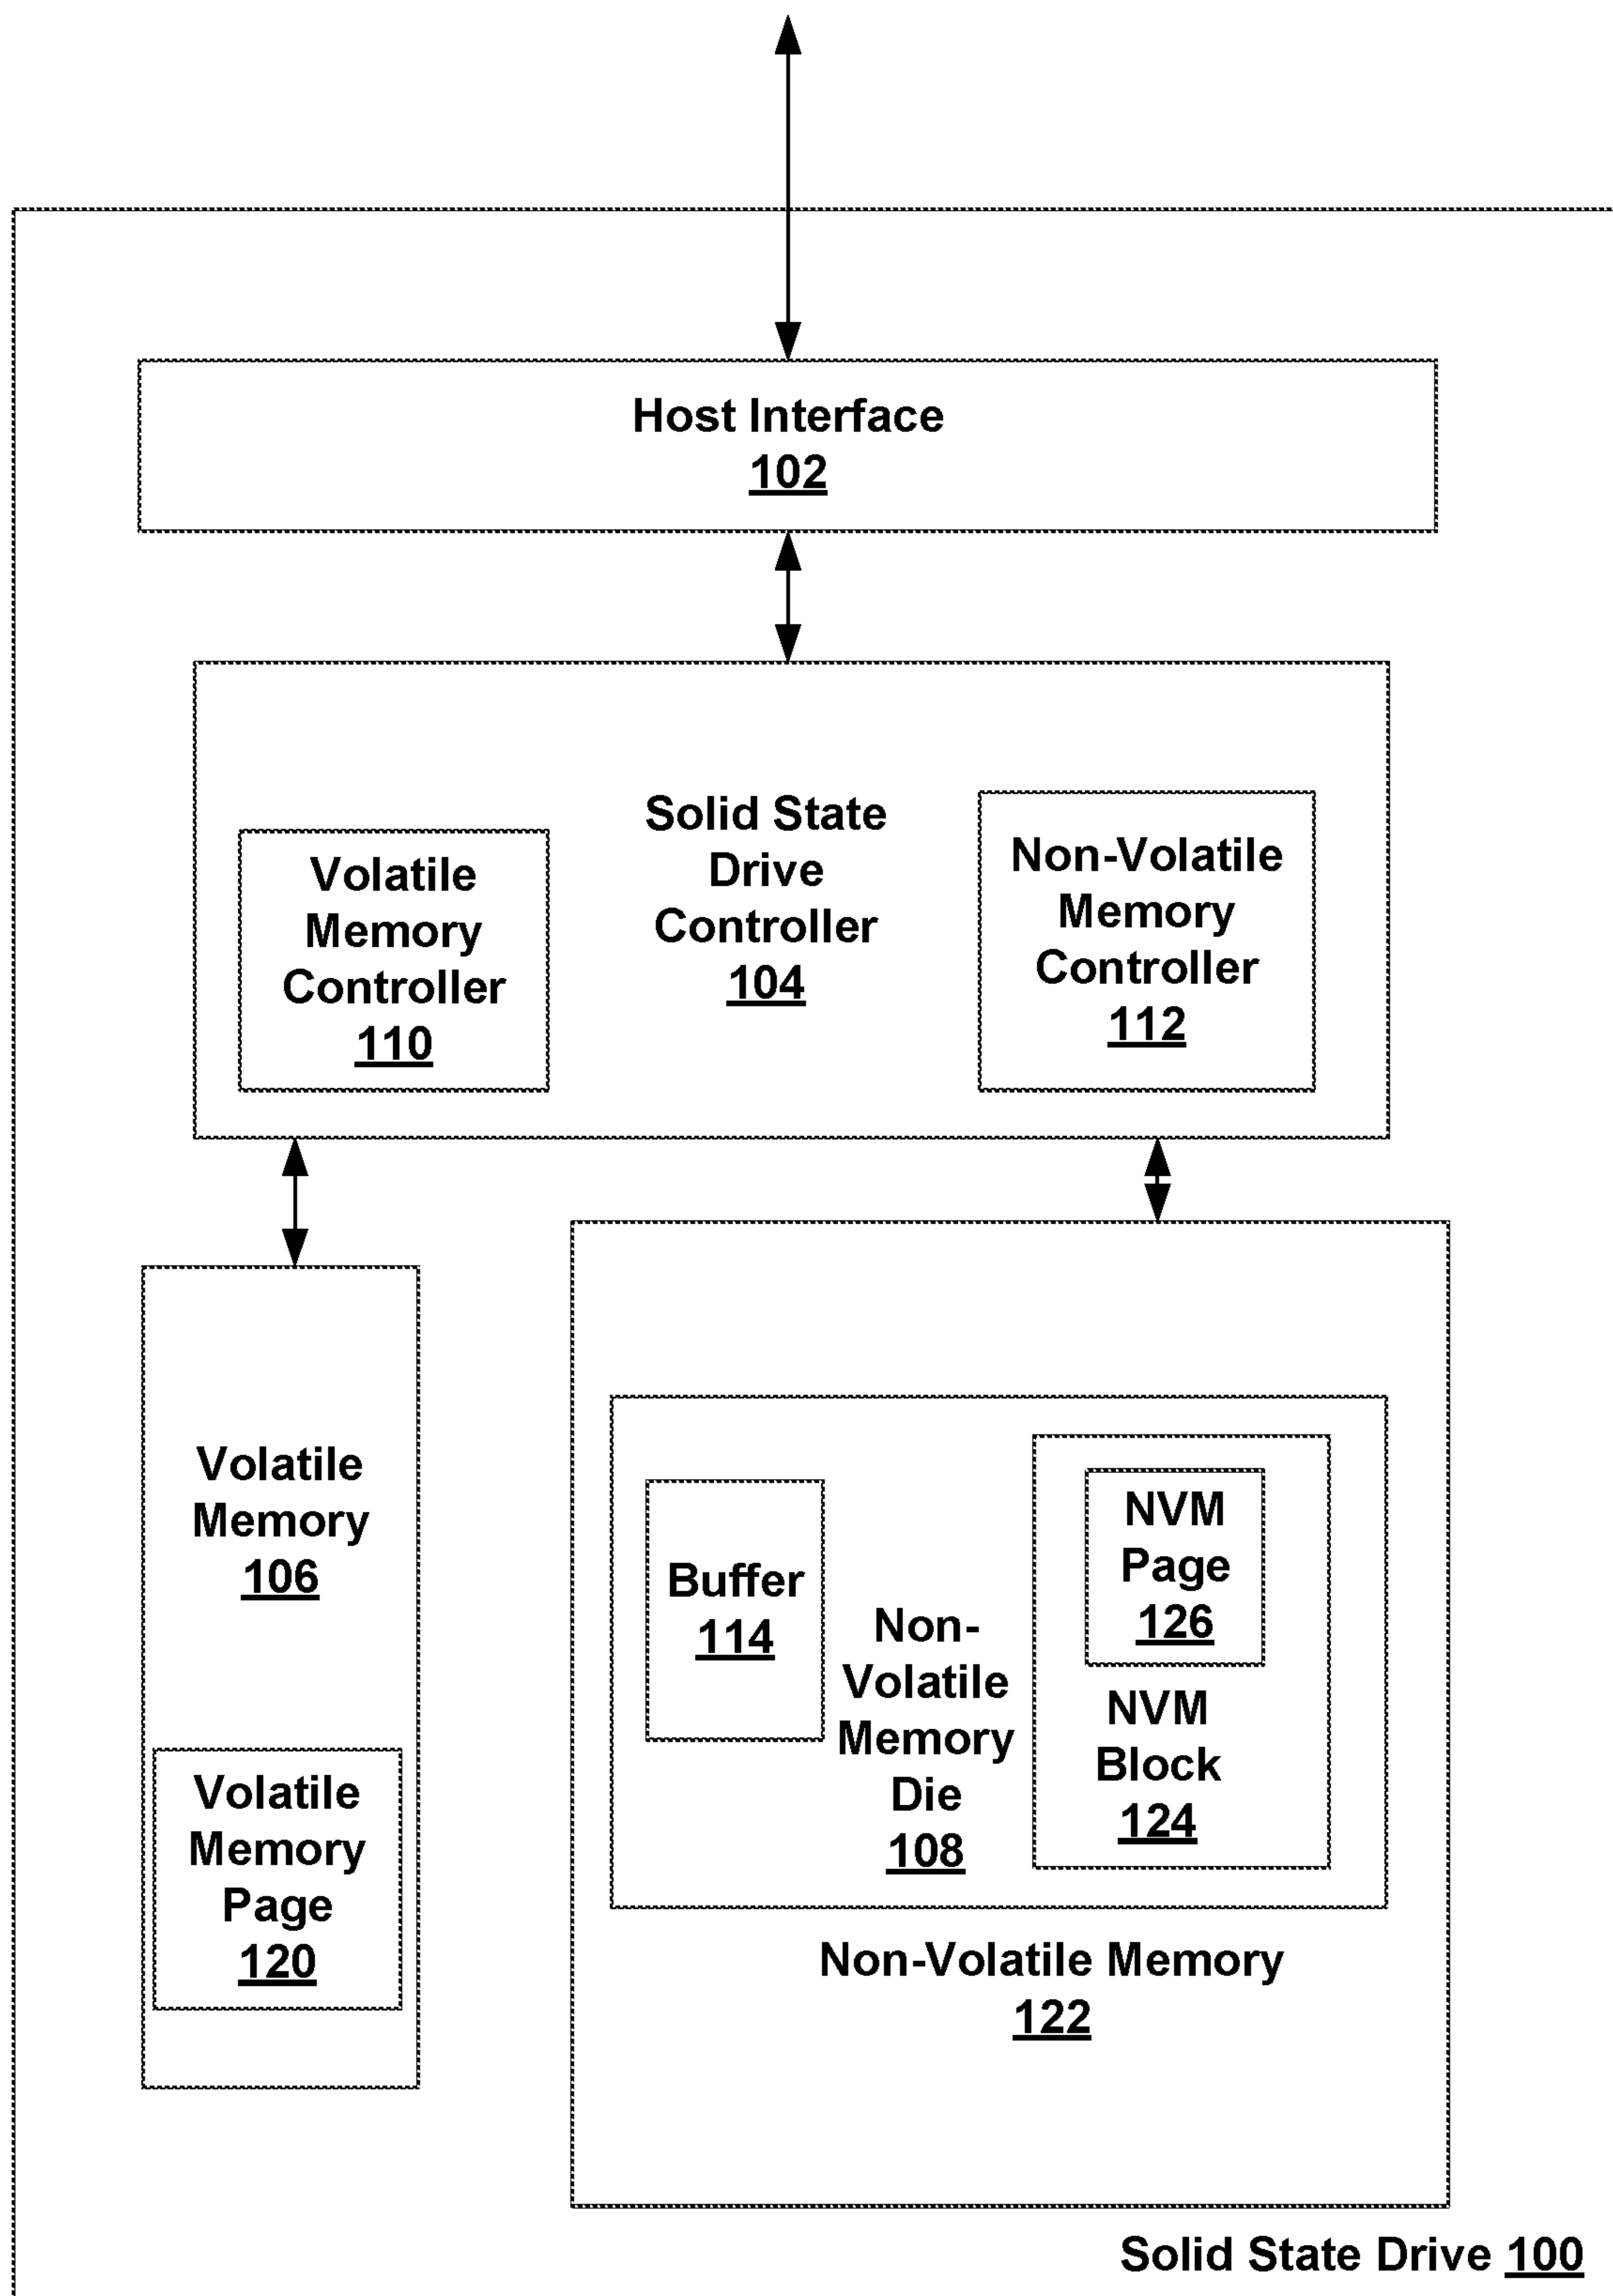 Host Interface
102
Solid State
Drive
Controller
104
Volatile
Memory
Controller
110
Non-Volatile
Memory
Controller
112
Volatile
Memory
106
Volatile
Memory
Page
120
Buffer
114
Non-
Volatile
Memory
Die
108
NVM
Page
126
NVM
Block
124
Non-Volatile Memory
122
Solid State Drive 100